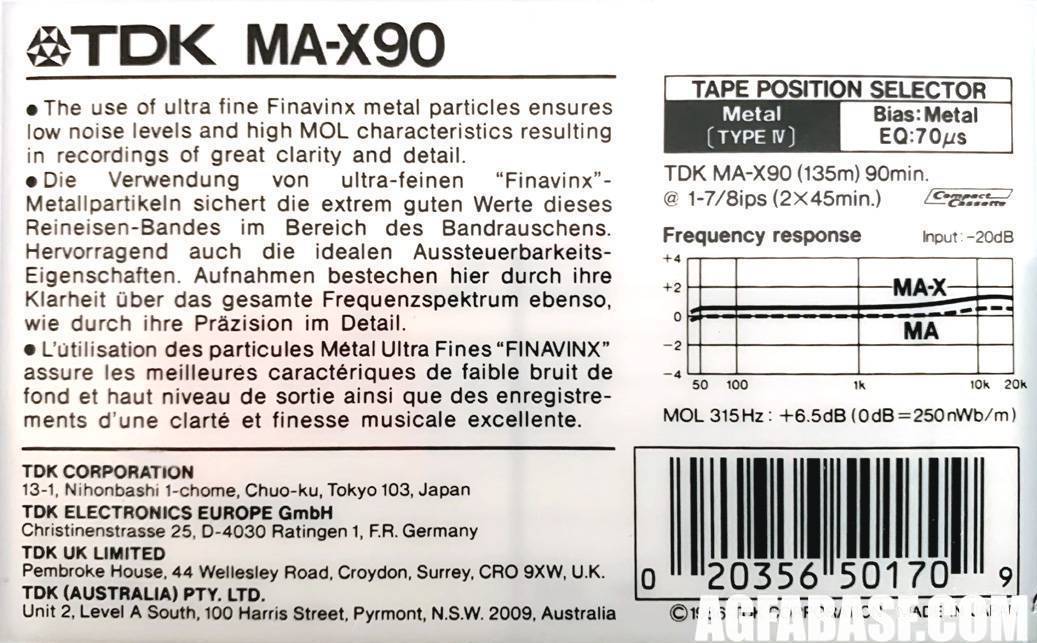 TDK MA-X90
● The use of ultra fine Finavinx metal particles ensures
low noise levels and high MOL characteristics resulting
in recordings of great clarity and detail.
● Die Verwendung von ultra-feinen “Finavinx”-
Metallpartikeln sichert die extrem guten Werte dieses
Reineisen-Bandes im Bereich des Bandrauschens.
Hervorragend auch die idealen Aussteuerbarkeits-
Eigenschaften. Aufnahmen bestechen hier durch ihre
Klarheit über das gesamte Frequenzspektrum ebenso,
wie durch ihre Präzision im Detail.
● L'útilisation des particules Métal Ultra Fines “FINAVINX”
assure les meilleures caractériques de faible bruit de
fond et haut niveau de sortie ainsi que des enregistre-
ments d'une clarté et finesse musicale excellente.
TDK CORPORATION
13-1, Nihonbashi 1-chome, Chuo-ku, Tokyo 103, Japan
TDK ELECTRONICS EUROPE GmbH
Christinenstrasse 25, D-4030 Ratingen 1, F.R. Germany
TDK UK LIMITED
Pembroke House, 44 Wellesley Road, Croydon, Surrey, CRO 9XW, U.K.
TDK (AUSTRALIA) PTY. LTD.
Unit 2, Level A South, 100 Harris Street, Pyrmont, N.S.W. 2009, Australia
TAPE POSITION SELECTOR
Metal Bias: Metal
(TYPE IV) EQ: 70μs
TDK MA-X90 (135m) 90min.
@ 1-7/8ips (2×45min.) Compact Cassette
Frequency response Input: -20dB
+4
+2
0
-2
-4
MA-X
MA
50 100 1k 10k 20k
MOL 315Hz: +6.5dB (0dB=250nWb/m)
0 20356 50170 9
AGFABASF.COM